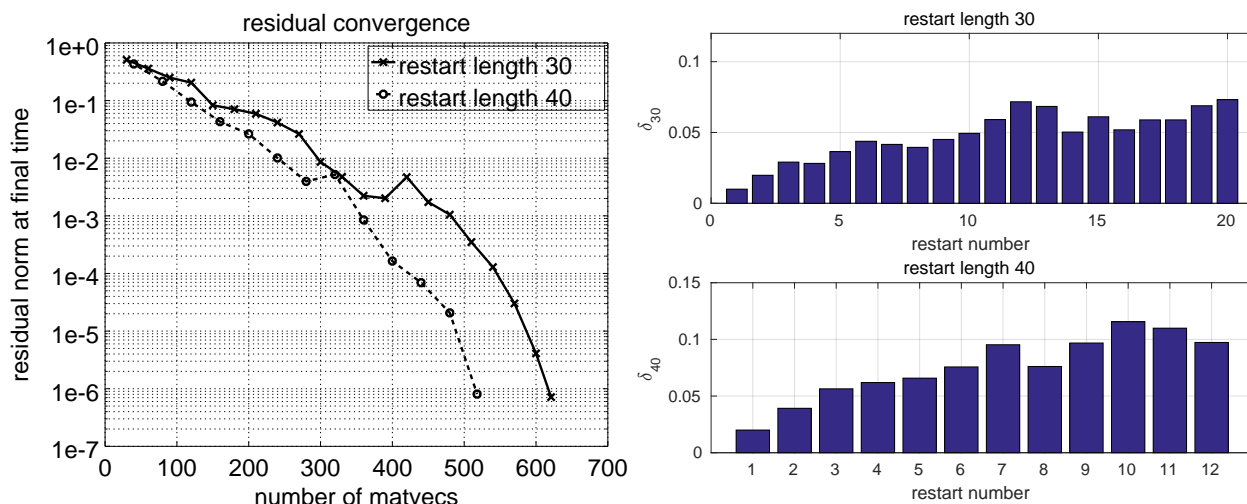 residual convergence
1e+0
1e-1
1e-2
1e-3
1e-4
1e-5
1e-6
1e-7
residual norm at final time
restart length 30
restart length 40
0 100 200 300 400 500 600 700
number of matvecs
restart length 30
0.1
0.05
0
δ30
0 5 10 15 20
restart number
restart length 40
0.15
0.1
0.05
0
δ40
1 2 3 4 5 6 7 8 9 10 11 12
restart number